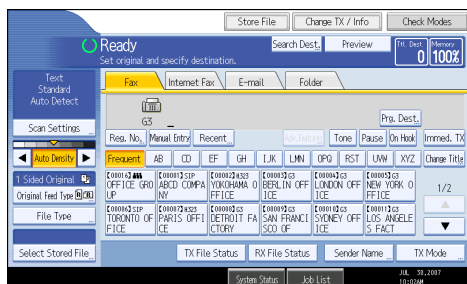 Store File Change TX / Info Check Modes
Ready Search Dest. Preview Ttl. Dest. 0 Memory 100%
Set original and specify destination.
Text
Standard
Auto Detect
Fax Internet Fax E-mail Folder
G3 _ Prg. Dest.
Scan Settings
Reg. No. Manual Entry Recent Adv.Features Tone Pause On Hook Immed. TX
Auto Density Frequent AB CD EF GH IJK LMN OPQ RST UVW XYZ Change Title
1 Sided Original
Original Feed Type
[00016] [00001]SIP [00002]H323 [00003]G3 [00004]G3 [00005]G3
OFFICE GRO ABCD COMPA YOKOHAMA O BERLIN OFF LONDON OFF NEW YORK O
UP NY FFICE ICE ICE FFICE
1/2
File Type
[00006]SIP [00007]H323 [00008]G3 [00009]G3 [00010]G3 [00011]G3
TORONTO OF PARIS OFFI DETROIT FA SAN FRANCI SYDNEY OFF LOS ANGELE
FICE CE CTORY SCO OF ICE S FACT
Select Stored File TX File Status RX File Status Sender Name TX Mode
System Status Job List JUL 30,2007
10:02AM